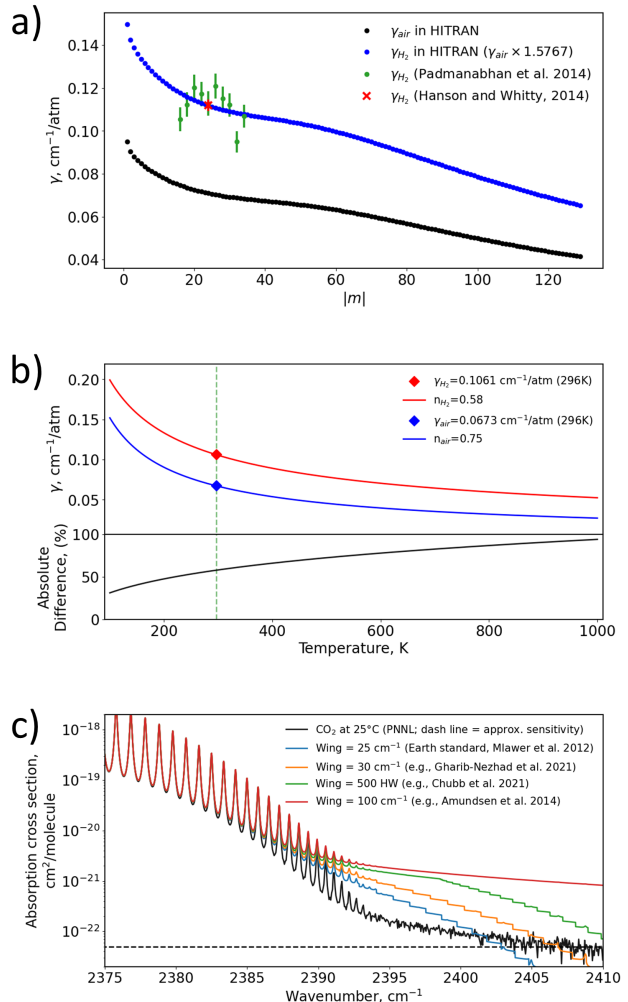 a)
γair in HITRAN
γH2 in HITRAN (γair × 1.5767)
γH2 (Padmanabhan et al. 2014)
γH2 (Hanson and Whitty, 2014)
γ, cm−1/atm
0.14
0.12
0.10
0.08
0.06
0.04
0
20
40
60
80
100
120
|m|
b)
γH2=0.1061 cm−1/atm (296K)
nH2=0.58
γair=0.0673 cm−1/atm (296K)
nair=0.75
γ, cm−1/atm
0.20
0.15
0.10
0.05
Absolute
Difference, (%)
100
50
0
200
400
600
800
1000
Temperature, K
c)
CO2 at 25°C (PNNL; dash line = approx. sensitivity)
Wing = 25 cm−1 (Earth standard, Mlawer et al. 2012)
Wing = 30 cm−1 (e.g., Gharib-Nezhad et al. 2021)
Wing = 500 HW (e.g., Chubb et al. 2021)
Wing = 100 cm−1 (e.g., Amundsen et al. 2014)
Absorption cross section,
cm2/molecule
10−18
10−19
10−20
10−21
10−22
2375
2380
2385
2390
2395
2400
2405
2410
Wavenumber, cm−1